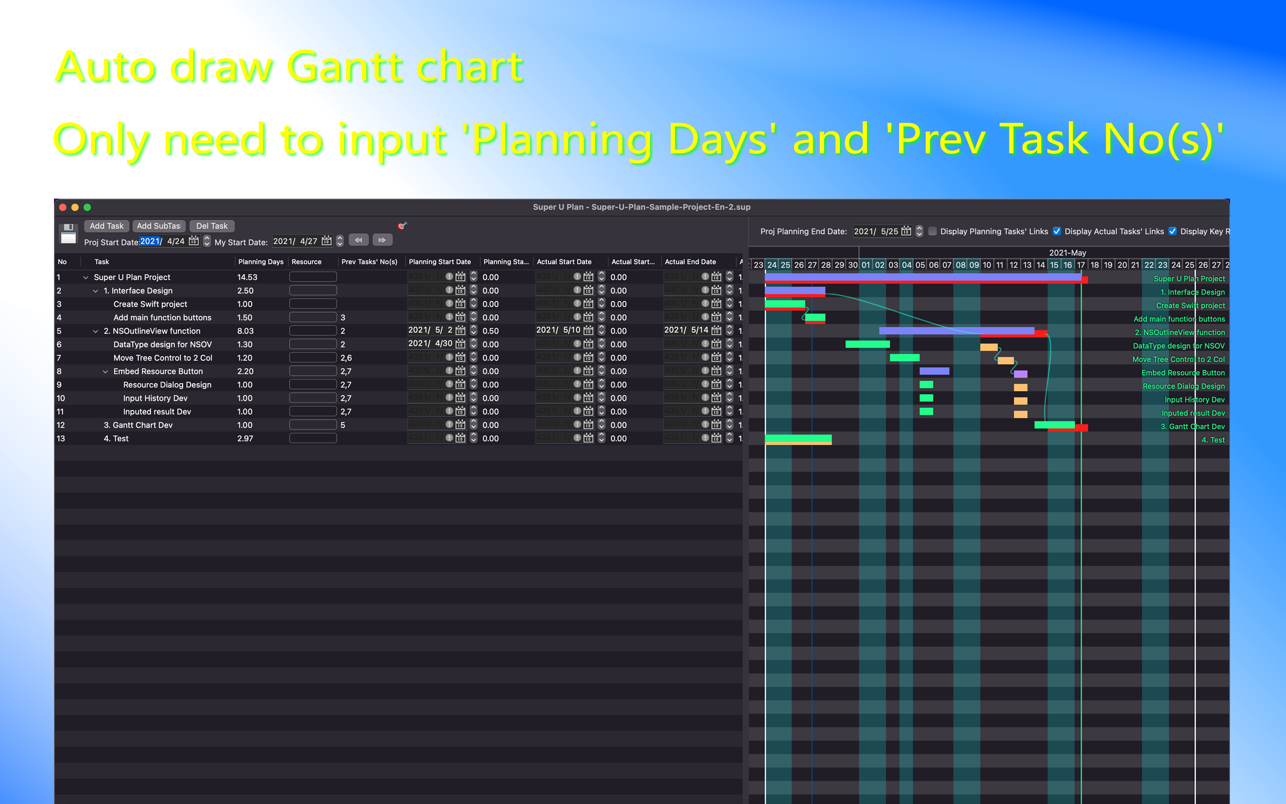 Auto draw Gantt chart
Only need to input 'Planning Days' and 'Prev Task No(s)'
Super U Plan - Super-U-Plan-Sample-Project-En-2.sup
Add Task Add SubTas Del Task
Proj Start Date: 2021/ 4/24 My Start Date: 2021/ 4/27
Proj Planning End Date: 2021/ 5/25 Display Planning Tasks' Links Display Actual Tasks' Links Display Key R
2021-May
No Task Planning Days Resource Prev Tasks' No(s) Planning Start Date Planning Sta... Actual Start Date Actual Start... Actual End Date A
23 24 25 26 27 28 29 30 01 02 03 04 05 06 07 08 09 10 11 12 13 14 15 16 17 18 19 20 21 22 23 24 25 26 27 2
1 Super U Plan Project 14.53 0.00 0.00 1 Super U Plan Project
2 1. Interface Design 2.50 0.00 0.00 1 1. Interface Design
3 Create Swift project 1.00 0.00 0.00 1 Create Swift project
4 Add main function buttons 1.50 3 0.00 0.00 1 Add main function buttons
5 2. NSOutlineView function 8.03 2 2021/ 5/ 2 0.50 2021/ 5/10 0.00 2021/ 5/14 1 2. NSOutlineView function
6 DataType design for NSOV 1.30 2 2021/ 4/30 0.00 0.00 1 DataType design for NSOV
7 Move Tree Control to 2 Col 1.20 2,6 0.00 0.00 1 Move Tree Control to 2 Col
8 Embed Resource Button 2.20 2,7 0.00 0.00 1 Embed Resource Button
9 Resource Dialog Design 1.00 2,7 0.00 0.00 1 Resource Dialog Design
10 Input History Dev 1.00 2,7 0.00 0.00 1 Input History Dev
11 Inputed result Dev 1.00 2,7 0.00 0.00 1 Inputed result Dev
12 3. Gantt Chart Dev 1.00 5 0.00 0.00 1 3. Gantt Chart Dev
13 4. Test 2.97 0.00 0.00 1 4. Test